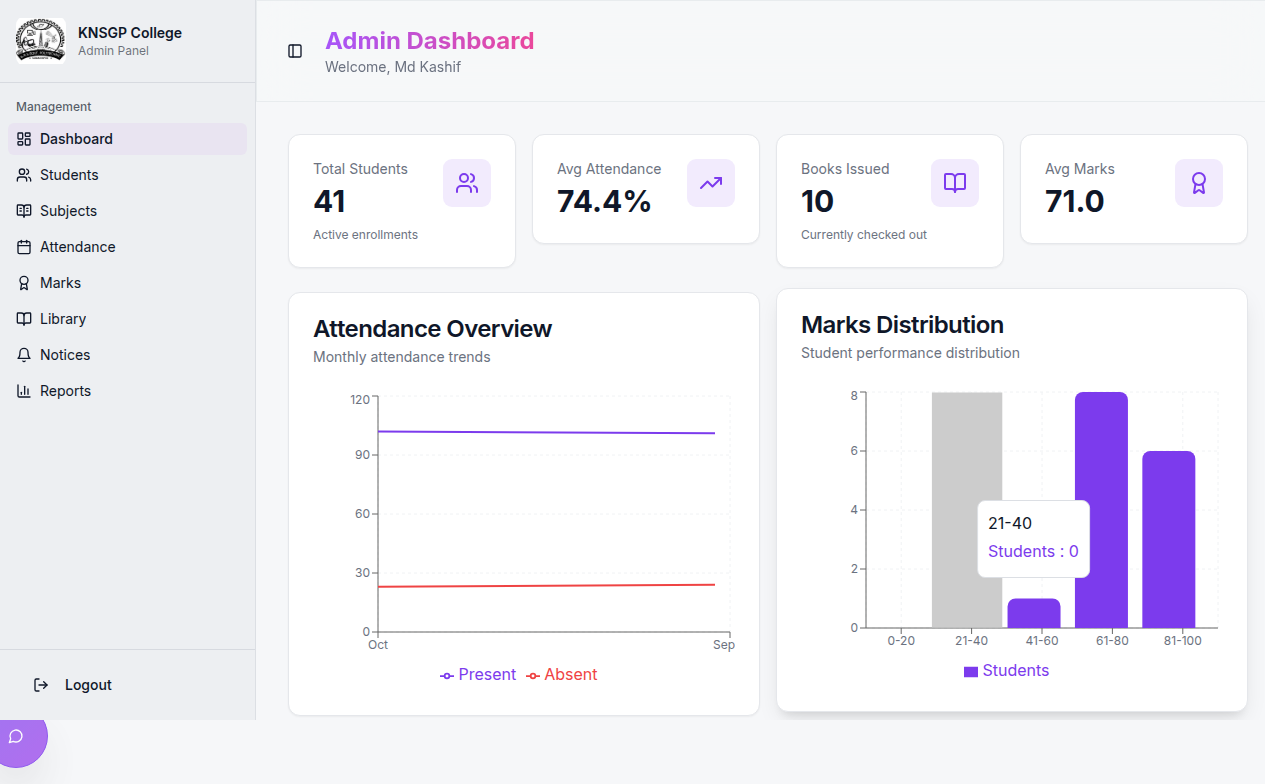 KNSGP College
Admin Panel
Management
Dashboard
Students
Subjects
Attendance
Marks
Library
Notices
Reports
Logout
Admin Dashboard
Welcome, Md Kashif
Total Students
41
Active enrollments
Avg Attendance
74.4%
Books Issued
10
Currently checked out
Avg Marks
71.0
Attendance Overview
Monthly attendance trends
120
90
60
30
0
Oct Sep
Present Absent
Marks Distribution
Student performance distribution
8
6
4
2
0
21-40
Students : 0
0-20 21-40 41-60 61-80 81-100
Students